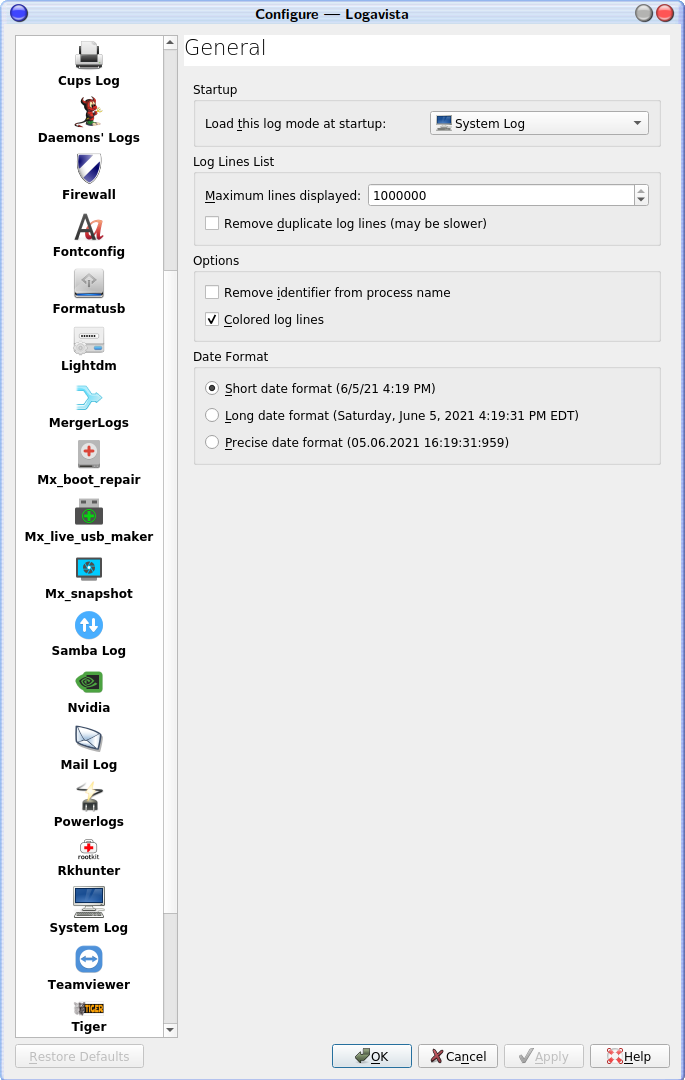 Configure — Logavista
Cups Log
Daemons' Logs
Firewall
Fontconfig
Formatusb
Lightdm
MergerLogs
Mx_boot_repair
Mx_live_usb_maker
Mx_snapshot
Samba Log
Nvidia
Mail Log
Powerlogs
rootkit
Rkhunter
System Log
Teamviewer
TIGER
Tiger
General
Startup
Load this log mode at startup: System Log
Log Lines List
Maximum lines displayed: 1000000
Remove duplicate log lines (may be slower)
Options
Remove identifier from process name
Colored log lines
Date Format
Short date format (6/5/21 4:19 PM)
Long date format (Saturday, June 5, 2021 4:19:31 PM EDT)
Precise date format (05.06.2021 16:19:31:959)
Restore Defaults OK Cancel Apply Help